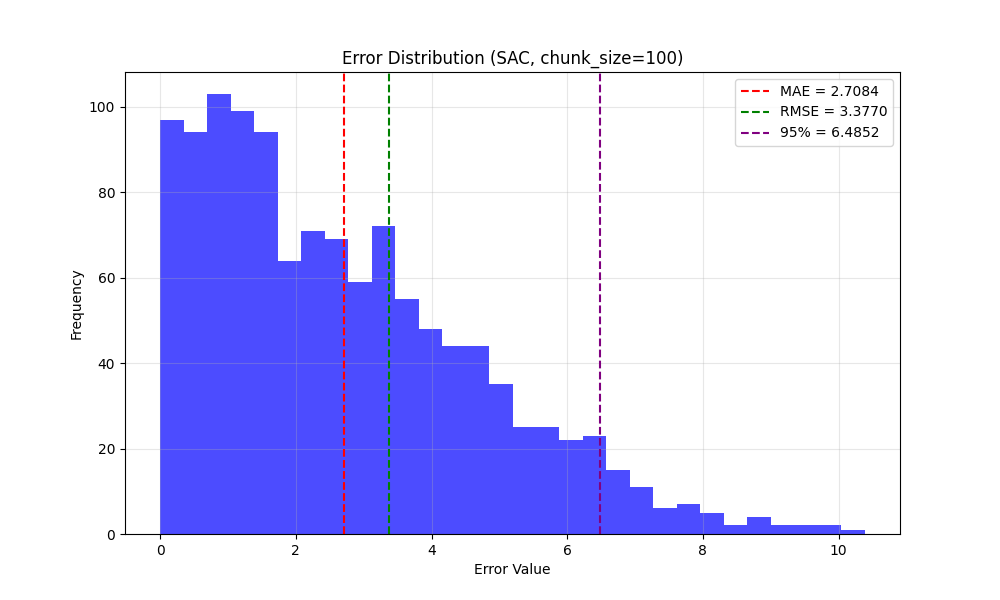 Error Distribution (SAC, chunk_size=100)
MAE = 2.7084
RMSE = 3.3770
95% = 6.4852
Frequency
100
80
60
40
20
0
0 2 4 6 8 10
Error Value